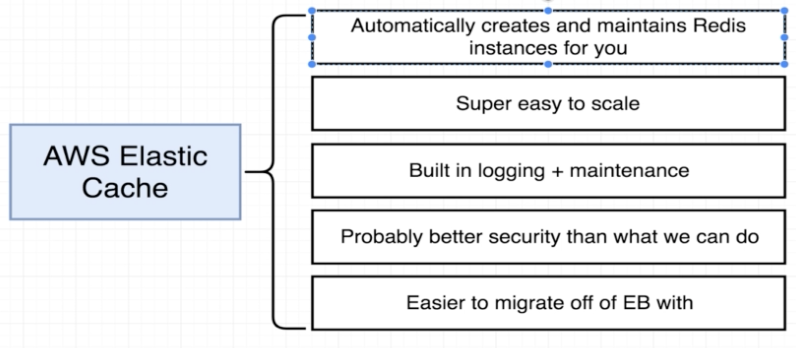 AWS Elastic
Cache
Automatically creates and maintains Redis
instances for you
Super easy to scale
Built in logging + maintenance
Probably better security than what we can do
Easier to migrate off of EB with